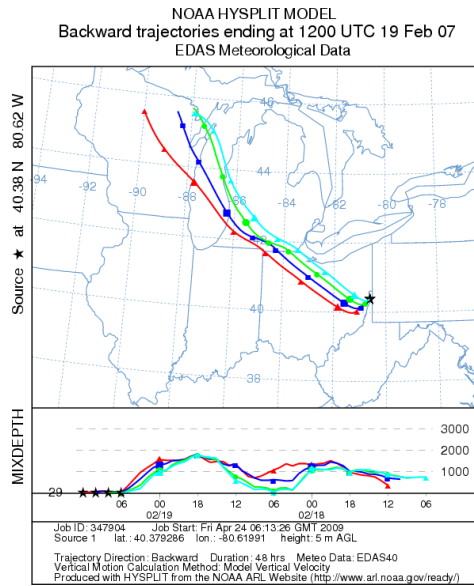 NOAA HYSPLIT MODEL
Backward trajectories ending at 1200 UTC 19 Feb 07
EDAS Meteorological Data
Source ★ at 40.38 N 80.62 W
-94
-92
-90
-88
-86
-84
-82
-80
-78
46
44
42
40
38
MIXDEPTH
3000
2000
1000
29
06
00
18
12
06
00
18
12
06
02/19
02/18
Job ID: 347904 Job Start: Fri Apr 24 06:13:26 GMT 2009
Source 1 lat.: 40.379286 lon.: -80.61991 height: 5 m AGL
Trajectory Direction: Backward Duration: 48 hrs Meteo Data: EDAS40
Vertical Motion Calculation Method: Model Vertical Velocity
Produced with HYSPLIT from the NOAA ARL Website (http://www.arl.noaa.gov/ready/)